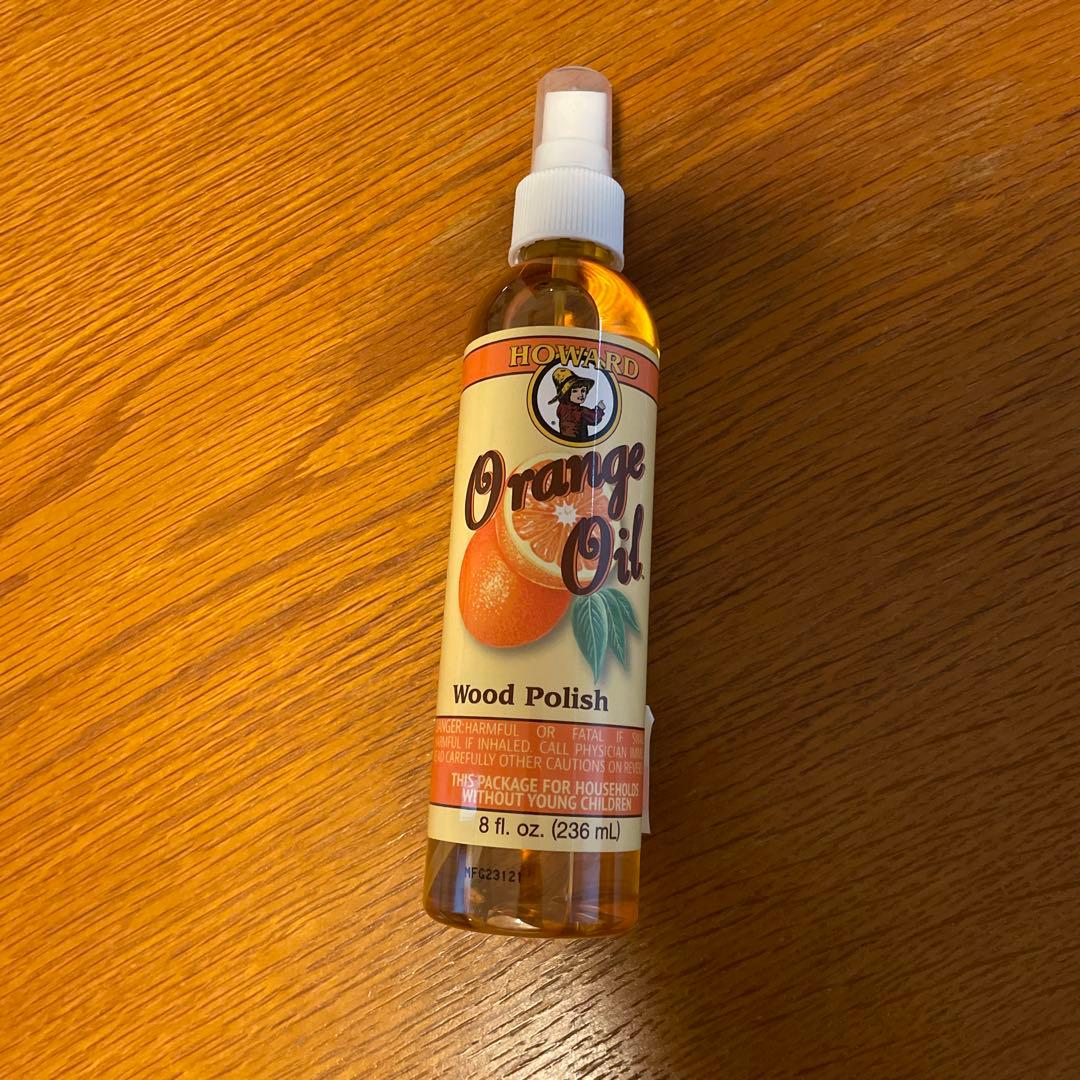 HOWARD
Orange
Oil
Wood Polish
HARMFUL OR FATAL IF
IF INHALED. CALL PHYSICIAN
CAREFULLY OTHER CAUTIONS ON
THIS PACKAGE FOR HOUSEHOLDS
WITHOUT YOUNG CHILDREN
8 fl. oz. (236 mL)
MFG23121